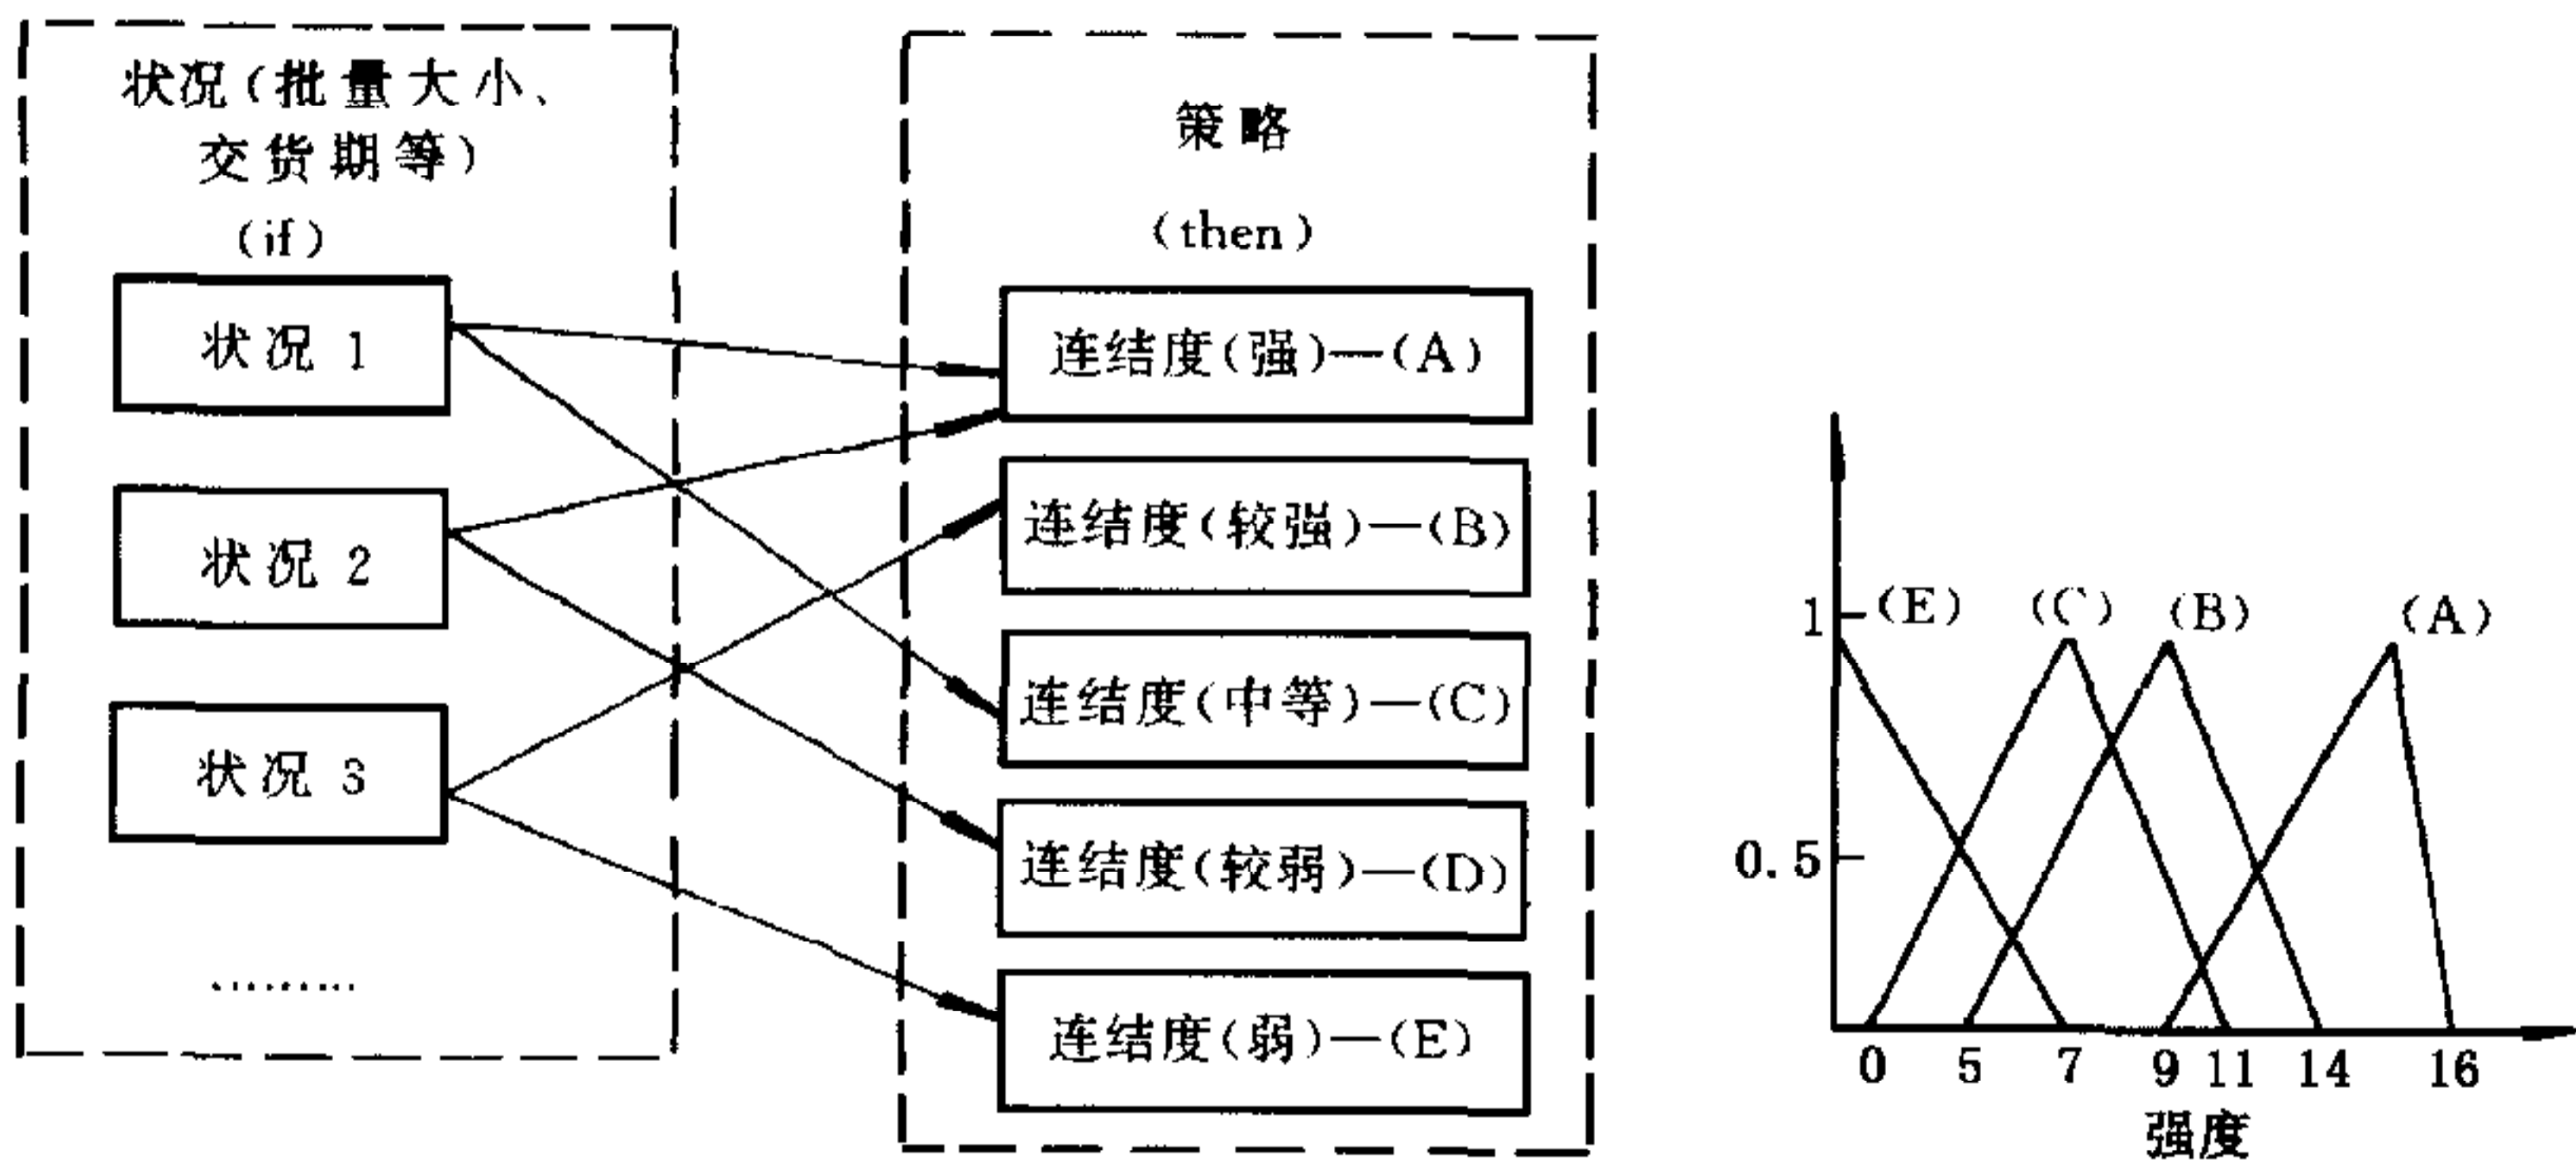 状况(批量大小、
交货期等)
(if)
状况 1
状况 2
状况 3
………
策略
(then)
连结度(强)—(A)
连结度(较强)—(B)
连结度(中等)—(C)
连结度(较弱)—(D)
连结度(弱)—(E)
1
(E)
(C)
(B)
(A)
0.5
0 5 7 9 11 14 16
强度